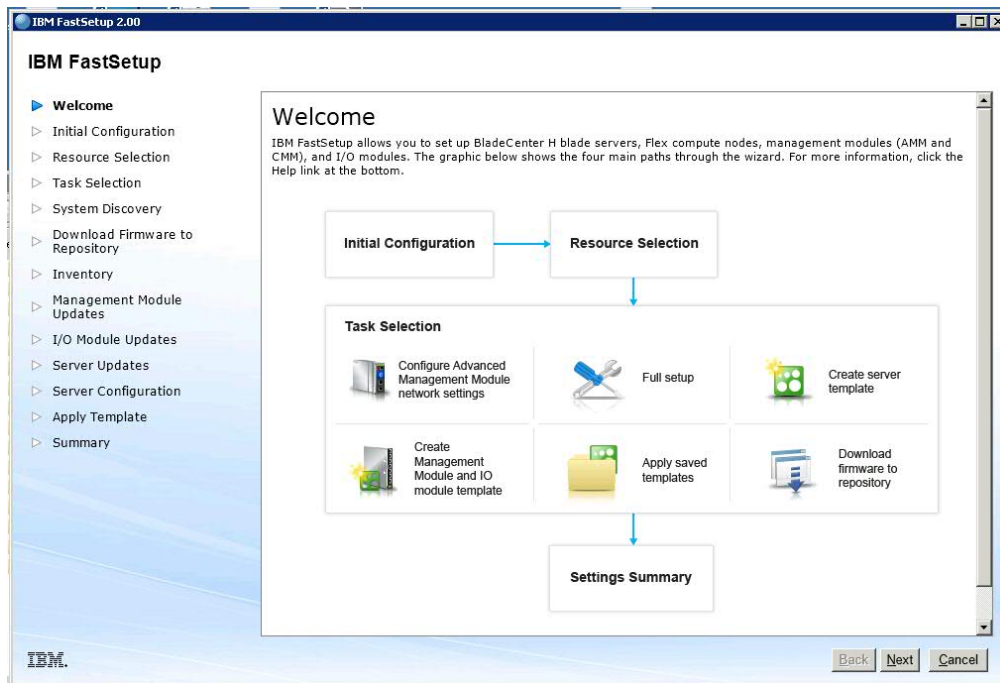 IBM FastSetup 2.00
IBM FastSetup
Welcome
Initial Configuration
Resource Selection
Task Selection
System Discovery
Download Firmware to
Repository
Inventory
Management Module
Updates
I/O Module Updates
Server Updates
Server Configuration
Apply Template
Summary
Welcome
IBM FastSetup allows you to set up BladeCenter H blade servers, Flex compute nodes, management modules (AMM and
CMM), and I/O modules. The graphic below shows the four main paths through the wizard. For more information, click the
Help link at the bottom.
Initial Configuration
Resource Selection
Task Selection
Configure Advanced
Management Module
network settings
Full setup
Create server
template
Create
Management
Module and IO
module template
Apply saved
templates
Download
firmware to
repository
Settings Summary
IBM.
Back
Next
Cancel